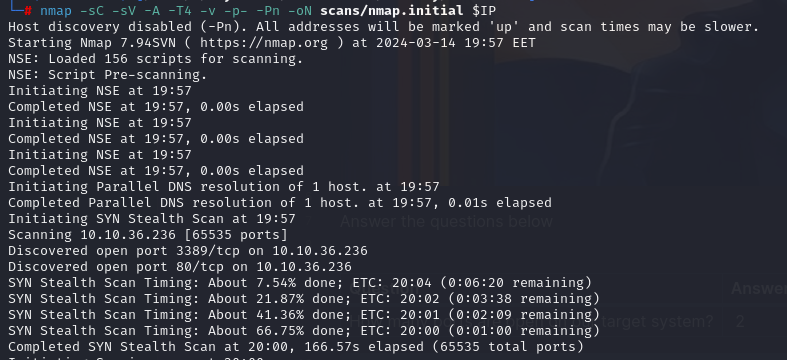 └─# nmap -sC -sV -A -T4 -v -p- -Pn -oN scans/nmap.initial $IP
Host discovery disabled (-Pn). All addresses will be marked 'up' and scan times may be slower.
Starting Nmap 7.94SVN ( https://nmap.org ) at 2024-03-14 19:57 EET
NSE: Loaded 156 scripts for scanning.
NSE: Script Pre-scanning.
Initiating NSE at 19:57
Completed NSE at 19:57, 0.00s elapsed
Initiating NSE at 19:57
Completed NSE at 19:57, 0.00s elapsed
Initiating NSE at 19:57
Completed NSE at 19:57, 0.00s elapsed
Initiating Parallel DNS resolution of 1 host. at 19:57
Completed Parallel DNS resolution of 1 host. at 19:57, 0.01s elapsed
Initiating SYN Stealth Scan at 19:57
Answer the questions below
Scanning 10.10.36.236 [65535 ports]
Discovered open port 3389/tcp on 10.10.36.236
Discovered open port 80/tcp on 10.10.36.236
SYN Stealth Scan Timing: About 7.54% done; ETC: 20:04 (0:06:20 remaining)
Answer
SYN Stealth Scan Timing: About 21.87% done; ETC: 20:02 (0:03:38 remaining)
SYN Stealth Scan Timing: About 41.36% done; ETC: 20:01 (0:02:09 remaining)
SYN Stealth Scan Timing: About 66.75% done; ETC: 20:00 (0:01:00 remaining)
target system? 2
Completed SYN Stealth Scan at 20:00, 166.57s elapsed (65535 total ports)